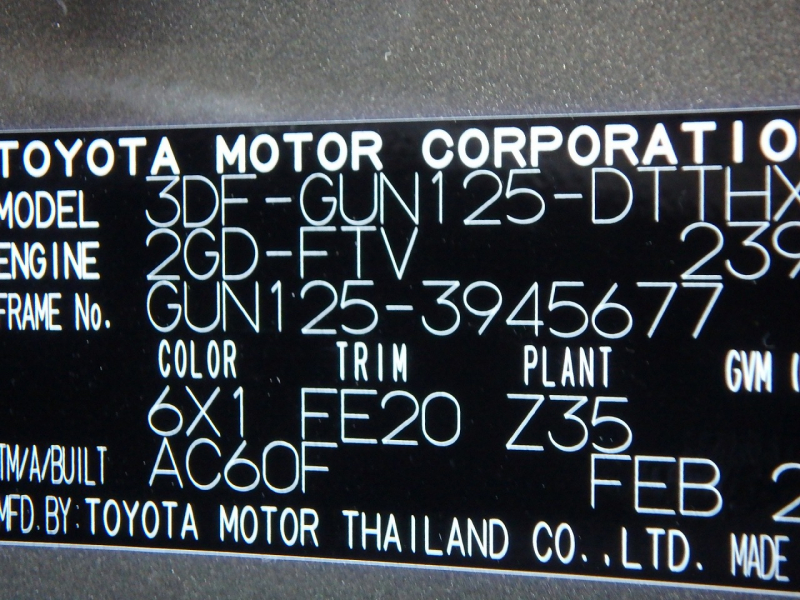 TOYOTA MOTOR CORPORATIO
MODEL 3DF-GUN125-DTTHX
ENGINE 2GD-FTV 239
FRAME No. GUN125-3945677
COLOR TRIM PLANT GVM
6X1 FE20 Z35
TM/A/BUILT AC60F FEB 2
MFD. BY: TOYOTA MOTOR THAILAND CO.,LTD. MADE